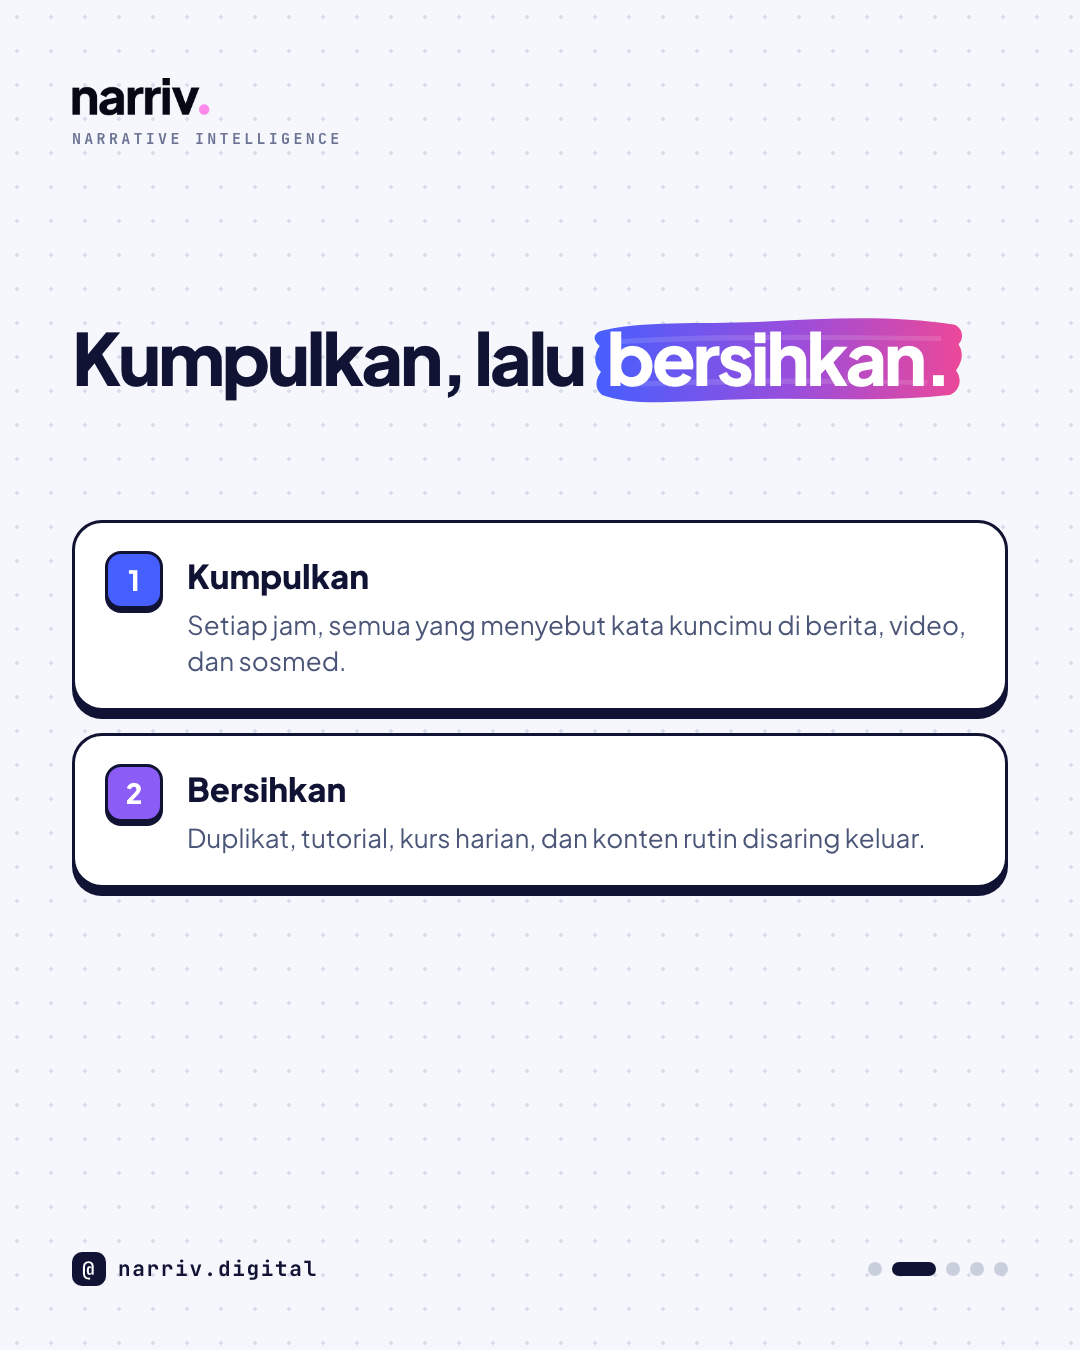 narriv.
NARRATIVE INTELLIGENCE
Kumpulkan, lalu bersihkan.
1
Kumpulkan
Setiap jam, semua yang menyebut kata kuncimu di berita, video,
dan sosmed.
2
Bersihkan
Duplikat, tutorial, kurs harian, dan konten rutin disaring keluar.
@ narriv.digital